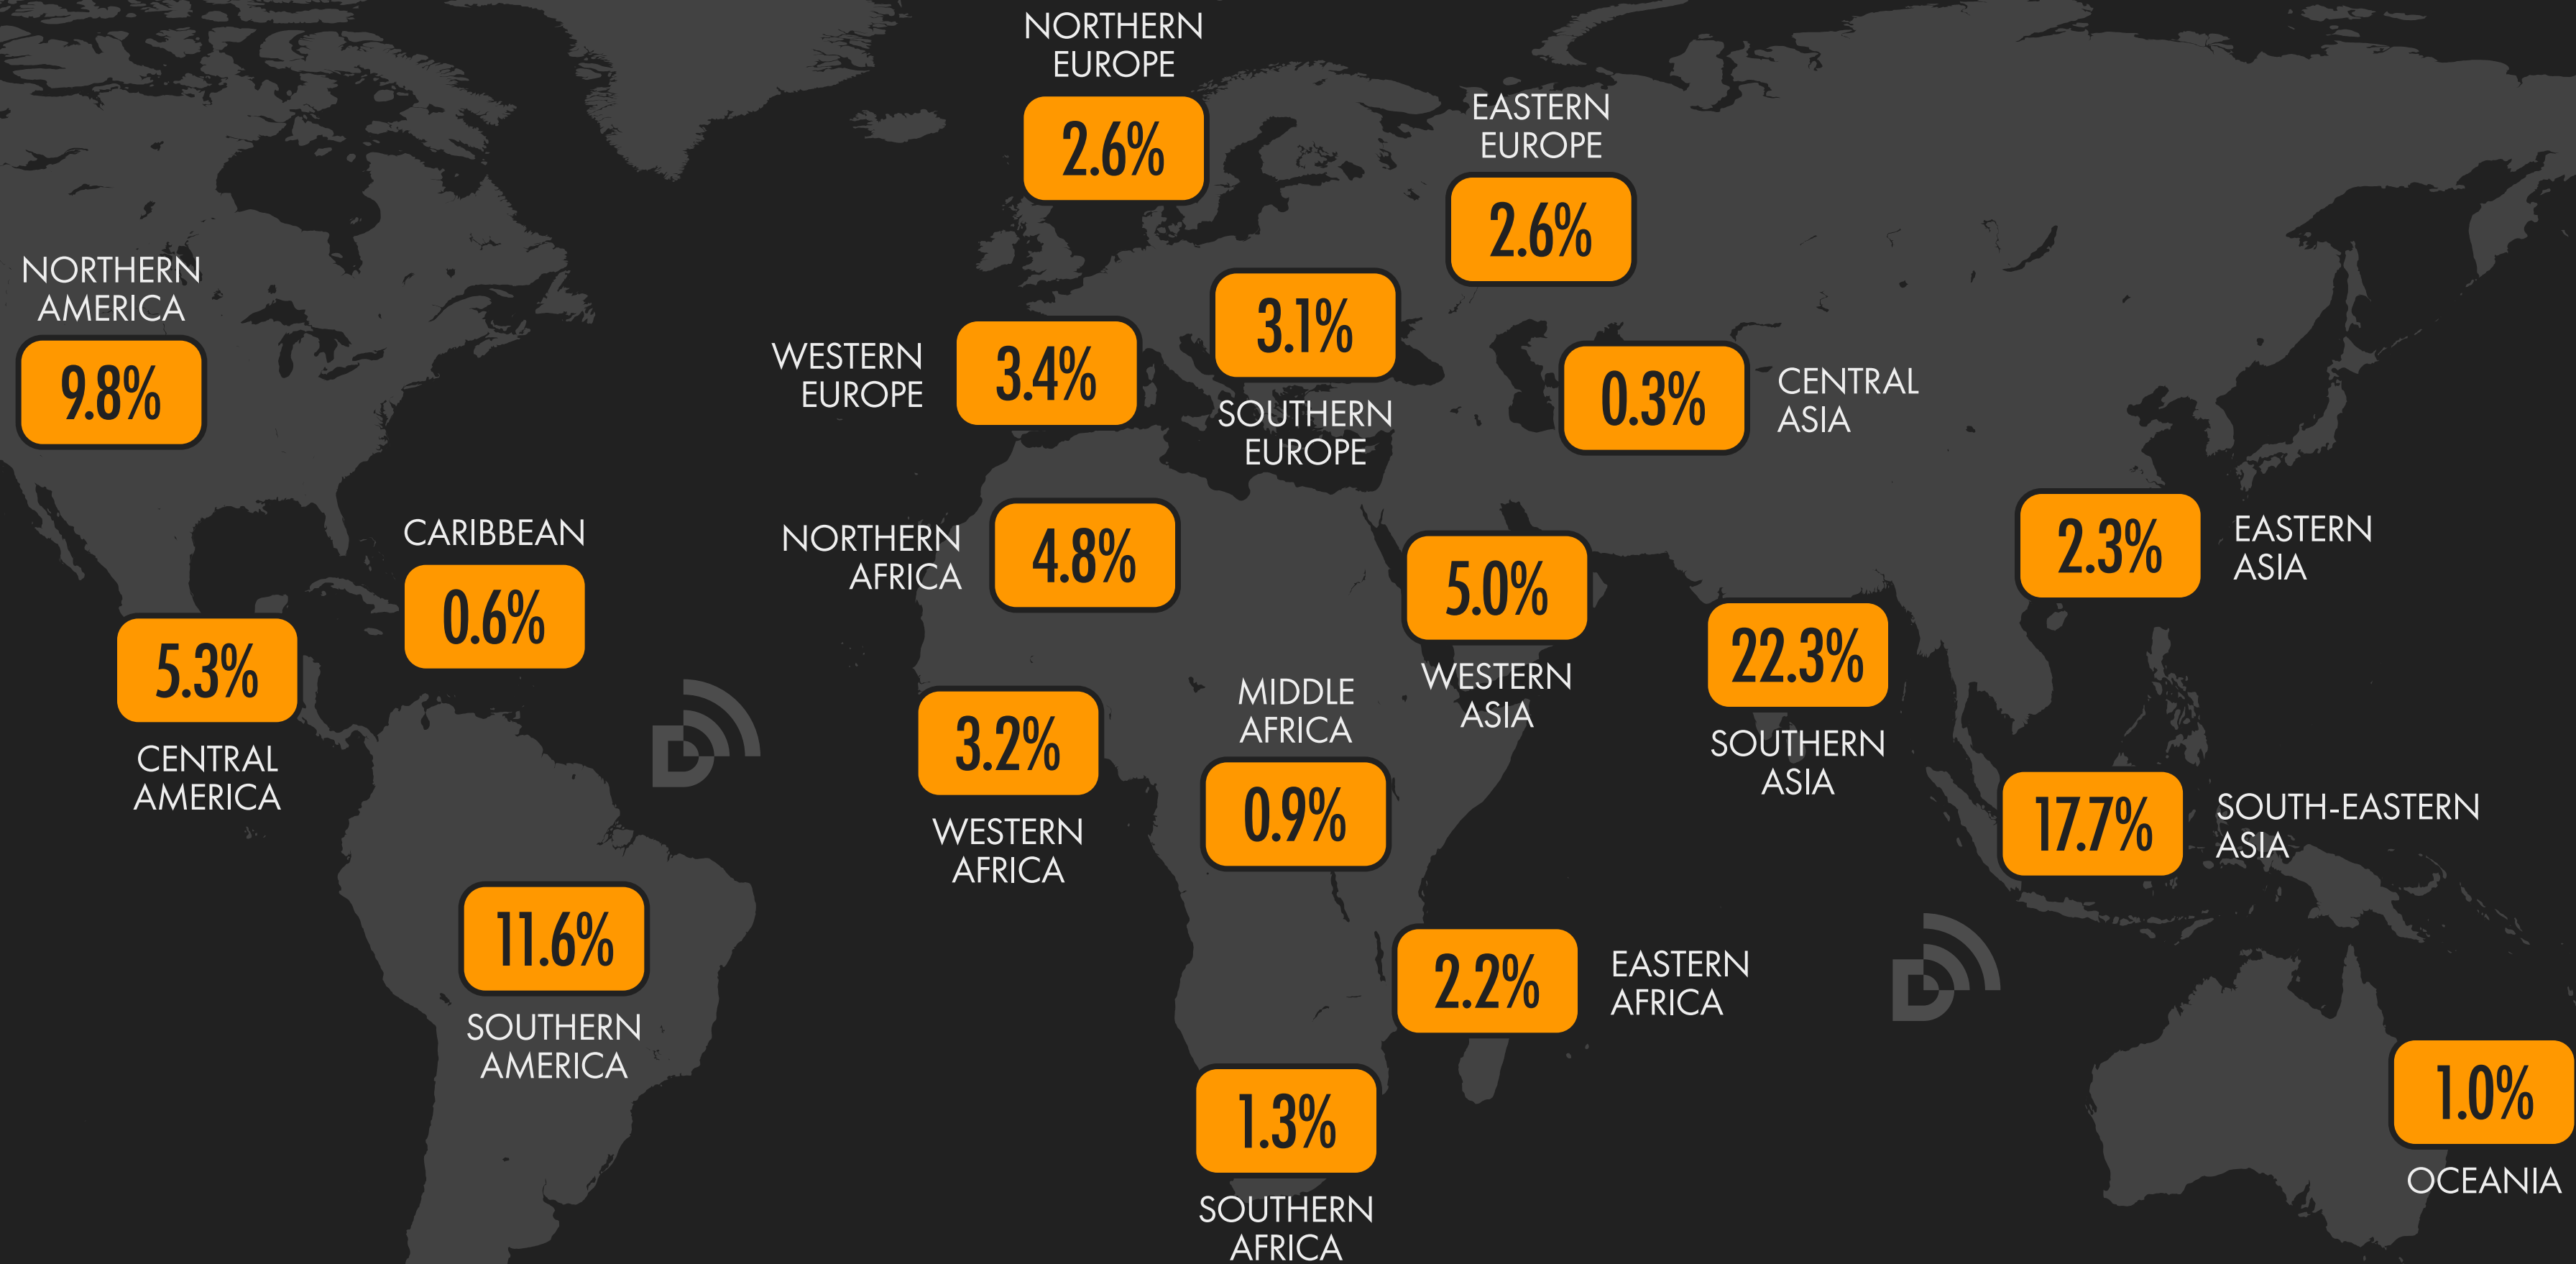 NORTHERN
EUROPE
2.6%
EASTERN
EUROPE
2.6%
NORTHERN
AMERICA
9.8%
WESTERN
EUROPE
3.4%
3.1%
SOUTHERN
EUROPE
0.3%
CENTRAL
ASIA
CARIBBEAN
0.6%
NORTHERN
AFRICA
4.8%
5.0%
WESTERN
ASIA
2.3%
EASTERN
ASIA
5.3%
CENTRAL
AMERICA
22.3%
SOUTHERN
ASIA
3.2%
WESTERN
AFRICA
MIDDLE
AFRICA
0.9%
17.7%
SOUTH-EASTERN
ASIA
11.6%
SOUTHERN
AMERICA
2.2%
EASTERN
AFRICA
1.3%
SOUTHERN
AFRICA
1.0%
OCEANIA